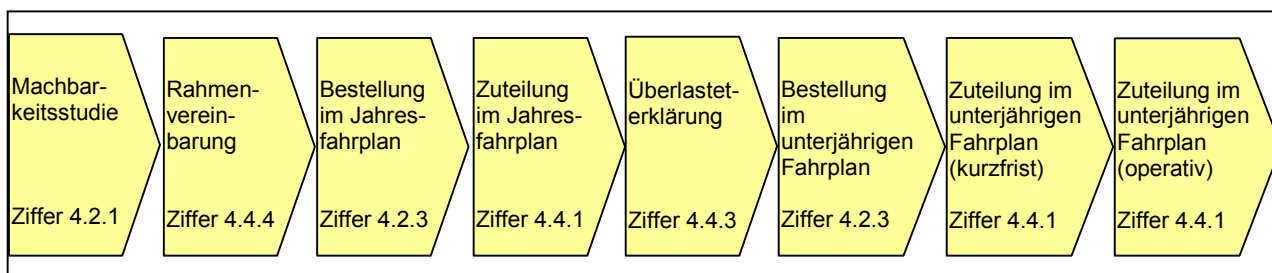 Machbar-
keitsstudie
Ziffer 4.2.1
Rahmen-
verein-
barung
Ziffer 4.4.4
Bestellung
im Jahres-
fahrplan
Ziffer 4.2.3
Zuteilung
im Jahres-
fahrplan
Ziffer 4.4.1
Überlastet-
erklärung
Ziffer 4.4.3
Bestellung
im
unterjährigen
Fahrplan
Ziffer 4.2.3
Zuteilung im
unterjährigen
Fahrplan
(kurzfrist)
Ziffer 4.4.1
Zuteilung im
unterjährigen
Fahrplan
(operativ)
Ziffer 4.4.1